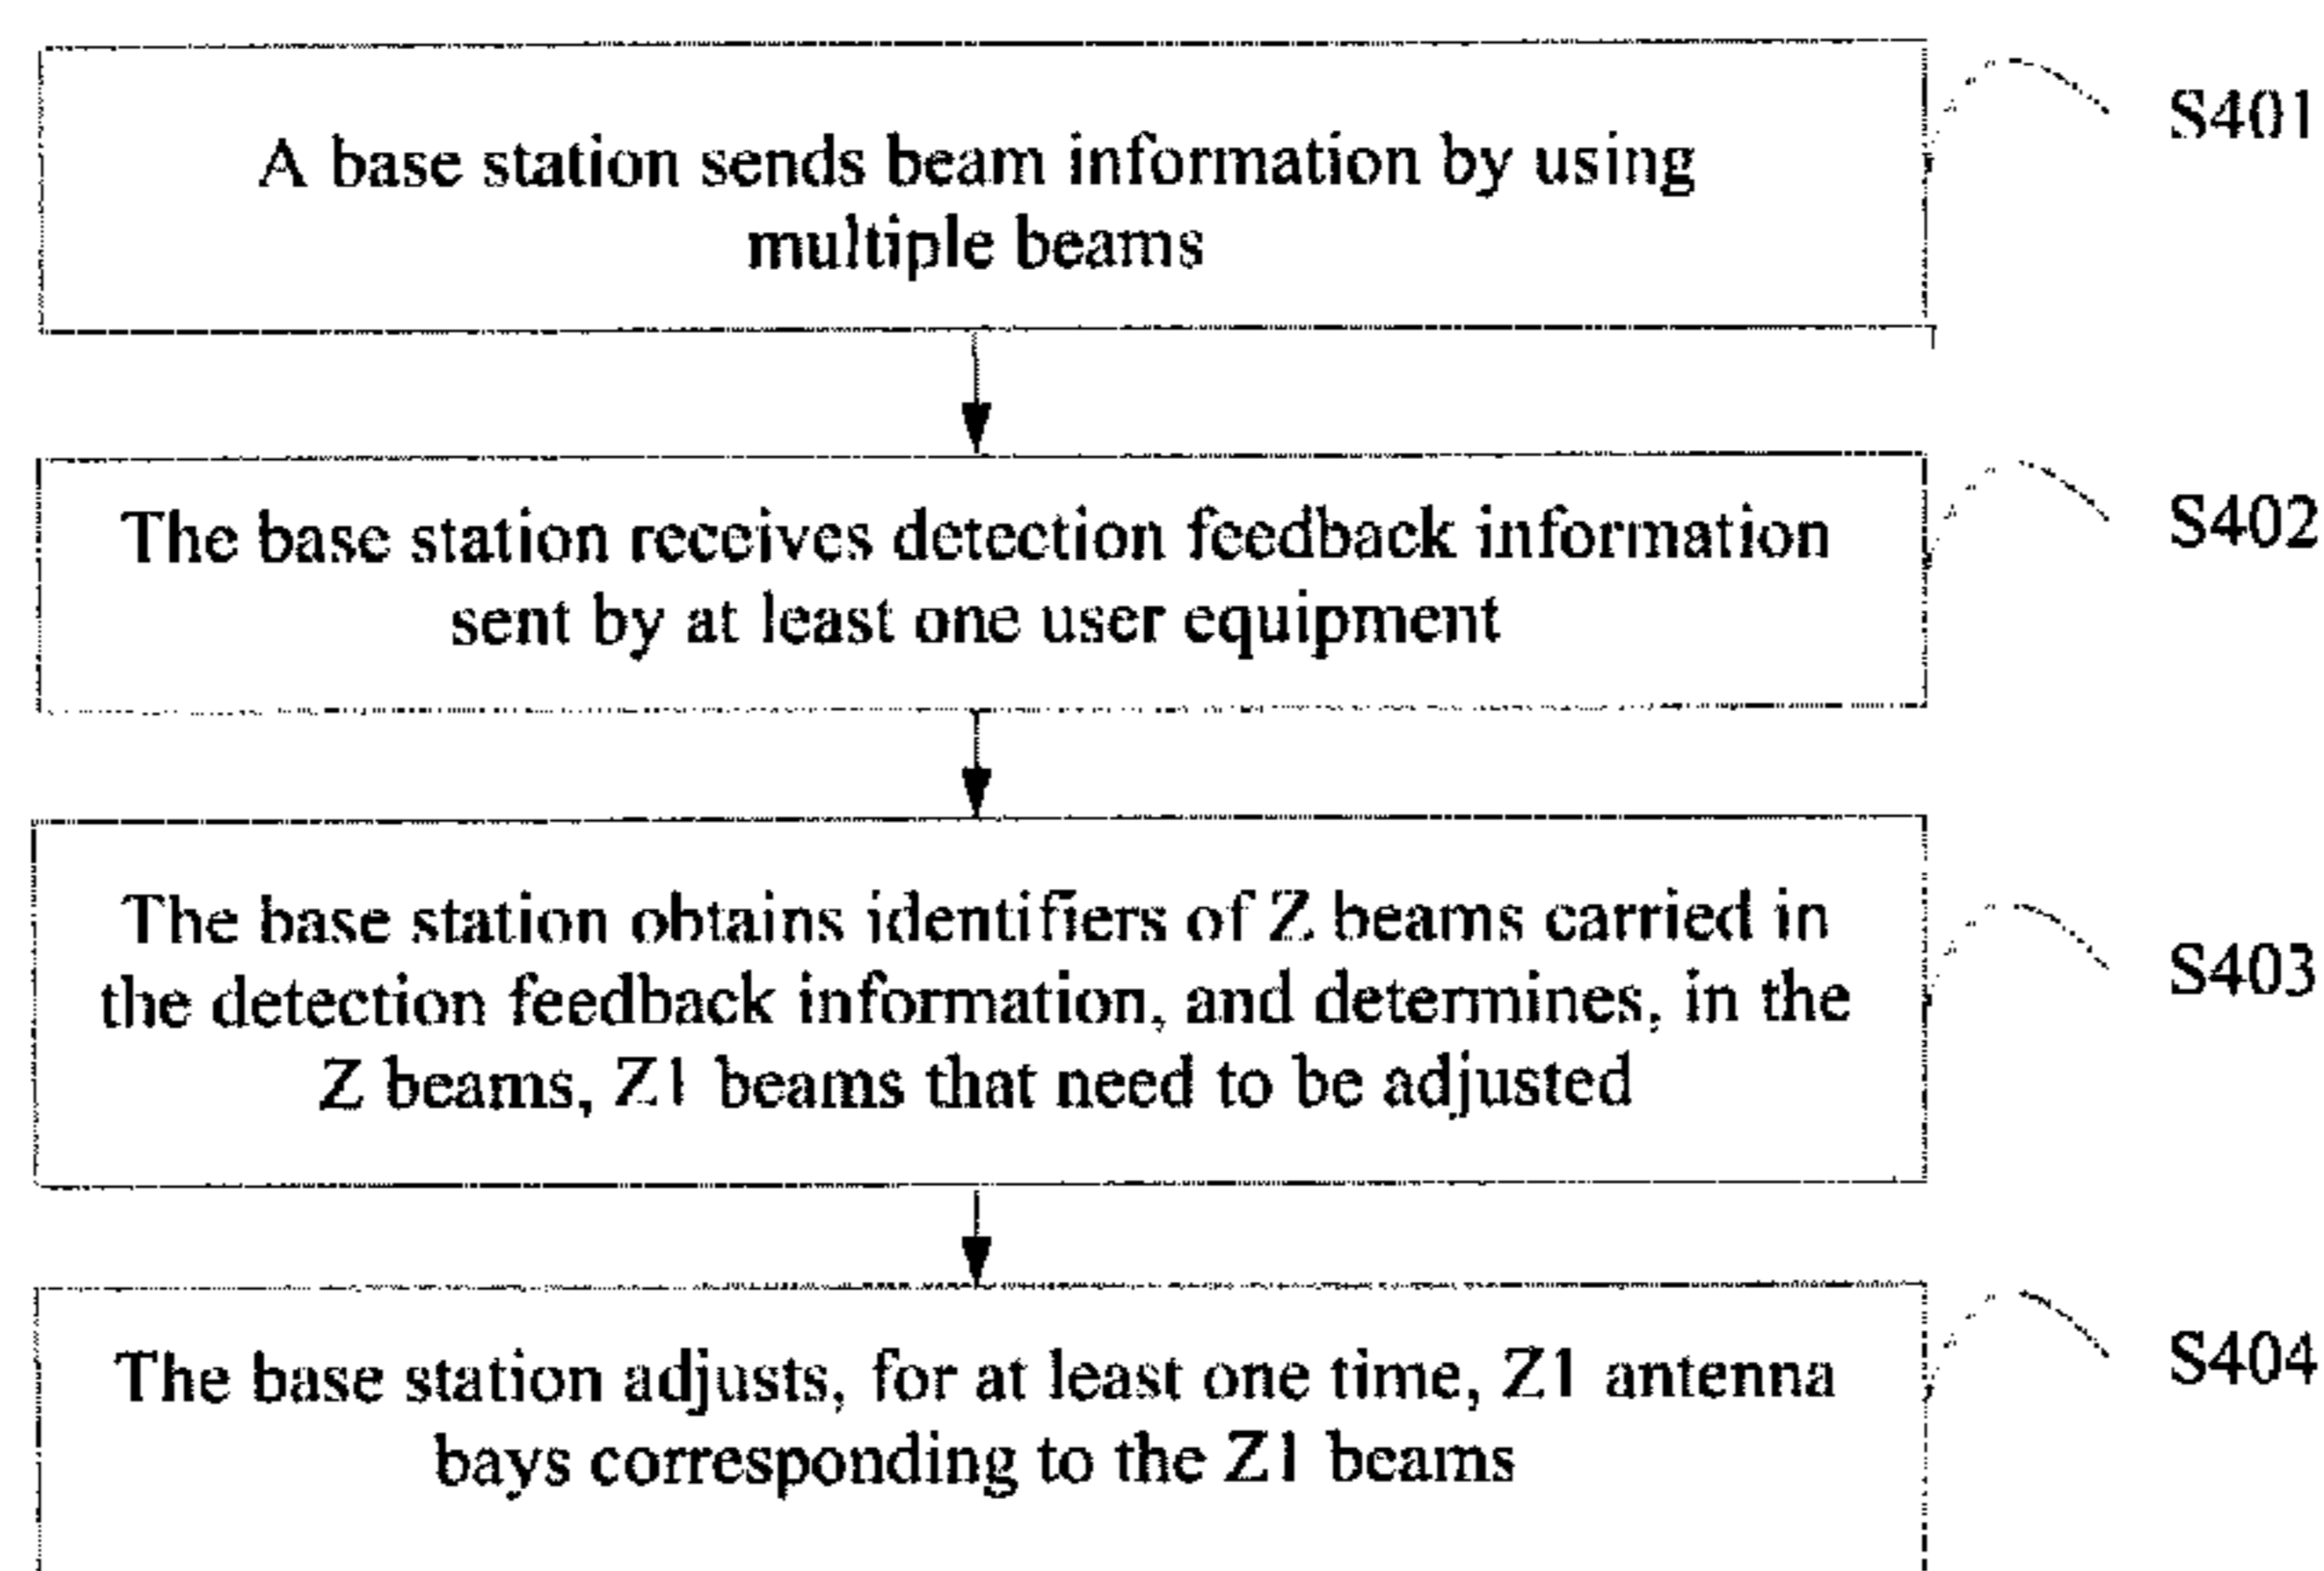 A base station sends beam information by using
multiple beams
S401
The base station receives detection feedback information
sent by at least one user equipment
S402
The base station obtains identifiers of Z beams carried in
the detection feedback information, and determines, in the
Z beams, Z1 beams that need to be adjusted
S403
The base station adjusts, for at least one time, Z1 antenna
bays corresponding to the Z1 beams
S404